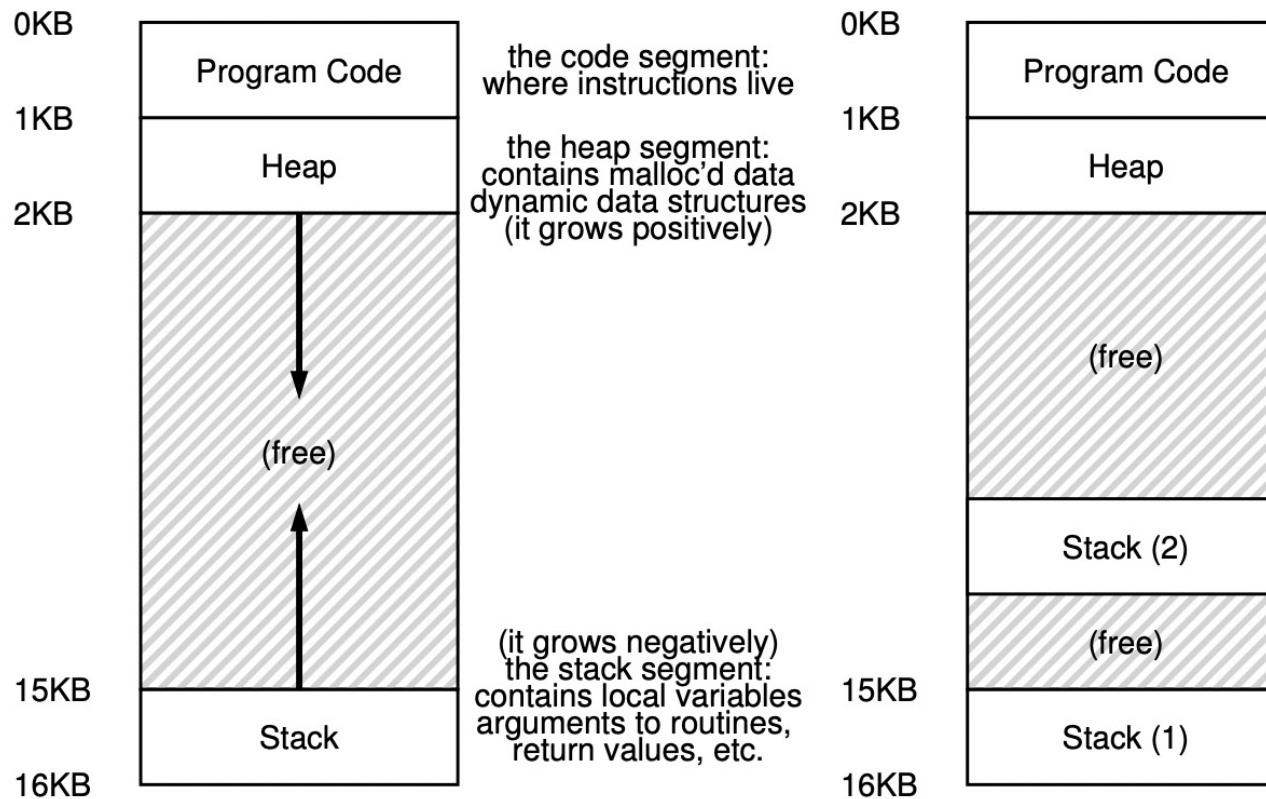 0KB
Program Code
the code segment:
where instructions live
1KB
Heap
the heap segment:
contains malloc'd data
dynamic data structures
(it grows positively)
2KB
(free)
(it grows negatively)
the stack segment:
contains local variables
arguments to routines,
return values, etc.
15KB
Stack
16KB
0KB
Program Code
1KB
Heap
2KB
(free)
Stack (2)
(free)
15KB
Stack (1)
16KB